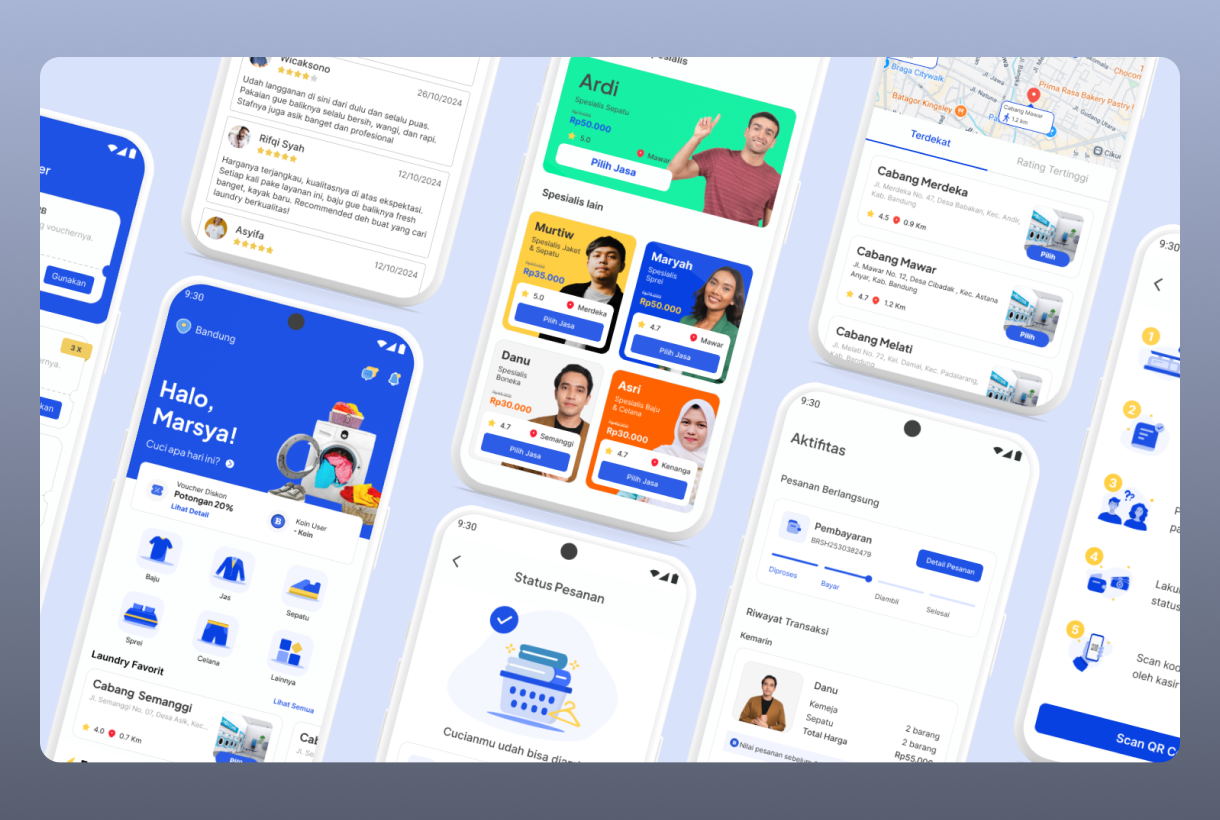 er
g vouchernya.
Gunakan
3 X
Wicaksono
26/10/2024
Udah langganan di sini dari dulu dan selalu puas.
Pakaian gue baliknya selalu bersih, wangi, dan rapi.
Stafnya juga asik banget dan profesional
Rifqi Syah
12/10/2024
Harganya terjangkau, kualitasnya di atas ekspektasi.
Setiap kali pake layanan ini, baju gue baliknya fresh
banget, kayak baru. Recommended deh buat yang cari
laundry berkualitas!
Asyifa
12/10/2024
9:30
Bandung
Halo,
Marsya!
Cuci apa hari ini?
Voucher Diskon
Potongan 20%
Lihat Detail
Koin User
- Koin
Baju
Jas
Sepatu
Sprei
Celana
Lainnya
Laundry Favorit
Lihat Semua
Cabang Semanggi
Jl. Semanggi No. 07, Desa Asik, Kec...
4.0
0.7 Km
Cab
Ardi
Spesialis Sepatu
Rp50.000
5.0
Mawar
Pilih Jasa
Spesialis lain
Murtiw
Spesialis Jaket
& Sepatu
Rp35.000
5.0
Merdeka
Pilih Jasa
Maryah
Spesialis
Sprei
Rp50.000
4.7
Mawar
Pilih Jasa
Danu
Spesialis
Boneka
Rp30.000
4.7
Semanggi
Pilih Jasa
Asri
Spesialis Baju
& Celana
Rp30.000
4.7
Kenanga
Pilih Jasa
9:30
Status Pesanan
Cucianmu udah bisa
Braga Citywalk
Batagor Kingsley
Jl. Jawa
Jl. Natuna
Prima Rasa Bakery Pastry
Chocon
Cabang Mawar
1.2 km
Jl. Gudang Utara
Cikur
Terdekat
Rating Tertinggi
Cabang Merdeka
Jl. Merdeka No. 47, Desa Babakan, Kec. Andir,
Kab. Bandung
4.5
0.9 Km
Pilih
Cabang Mawar
Jl. Mawar No. 12, Desa Cibadak , Kec. Astana
Anyar, Kab. Bandung
4.7
1.2 Km
Pilih
Cabang Melati
Jl. Melati No. 72, Kel. Damai, Kec. Padalarang,
Kab. Bandung
9:30
Aktifitas
Pesanan Berlangsung
Pembayaran
BRSH2530382479
Detail Pesanan
Diproses
Bayar
Diambil
Selesai
Riwayat Transaksi
Kemarin
Danu
Kemeja
2 barang
Sepatu
2 barang
Total Harga
Rp55.000
Nilai pesanan sebelum
9:30
1
2
3
??
4
Lakuk
status
5
Scan kod
oleh kasir
Scan QR C